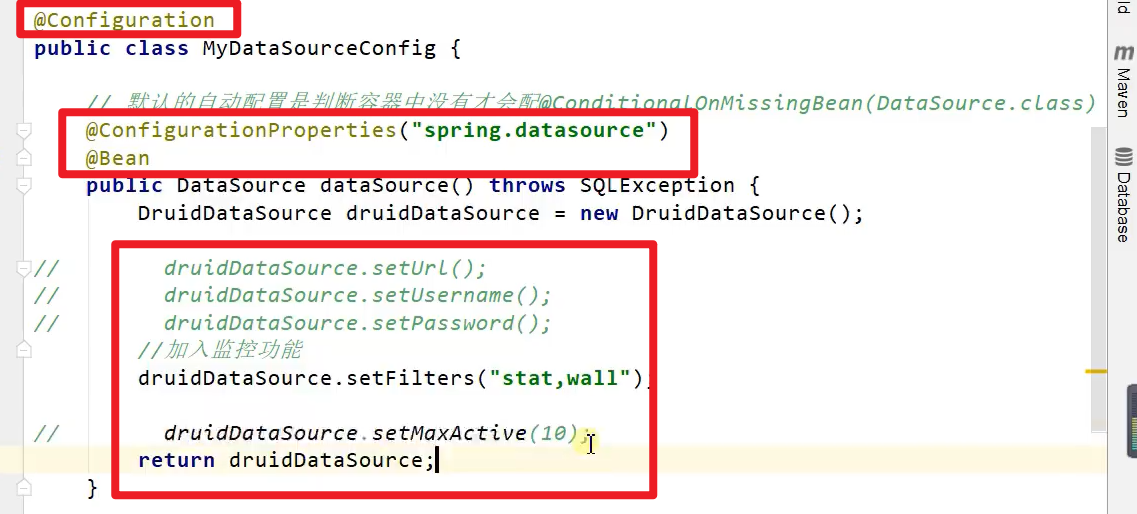 @Configuration
public class MyDataSourceConfig {
// 默认的自动配置是判断容器中没有才会配@ConditionalOnMissingBean(DataSource.class)
@ConfigurationProperties("spring.datasource")
@Bean
public DataSource dataSource() throws SQLException {
DruidDataSource druidDataSource = new DruidDataSource();
// druidDataSource.setUrl();
// druidDataSource.setUsername();
// druidDataSource.setPassword();
//加入监控功能
druidDataSource.setFilters("stat,wall");
// druidDataSource.setMaxActive(10);
return druidDataSource;
}
m Maven
Database